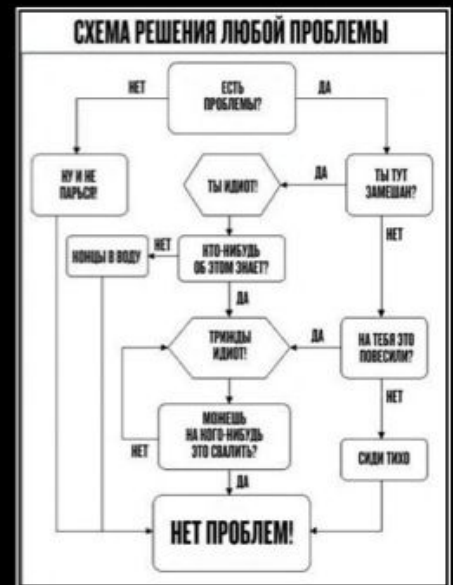 СХЕМА РЕШЕНИЯ ЛЮБОЙ ПРОБЛЕМЫ
НЕТ
ЕСТЬ
ПРОБЛЕМЫ?
ДА
НУ И НЕ
ПАРЬСЯ!
ТЫ ИДИОТ!
ДА
ТЫ ТУТ
ЗАМЕШАН?
КОНЦЫ В ВОДУ
НЕТ
КТО-НИБУДЬ
ОБ ЭТОМ ЗНАЕТ?
НЕТ
ДА
ТРИЖДЫ
ИДИОТ!
ДА
НА ТЕБЯ ЭТО
ПОВЕСИЛИ?
НЕТ
МОЖЕШЬ
НА КОГО-НИБУДЬ
ЭТО СВАЛИТЬ?
НЕТ
СИДИ ТИХО
ДА
НЕТ ПРОБЛЕМ!